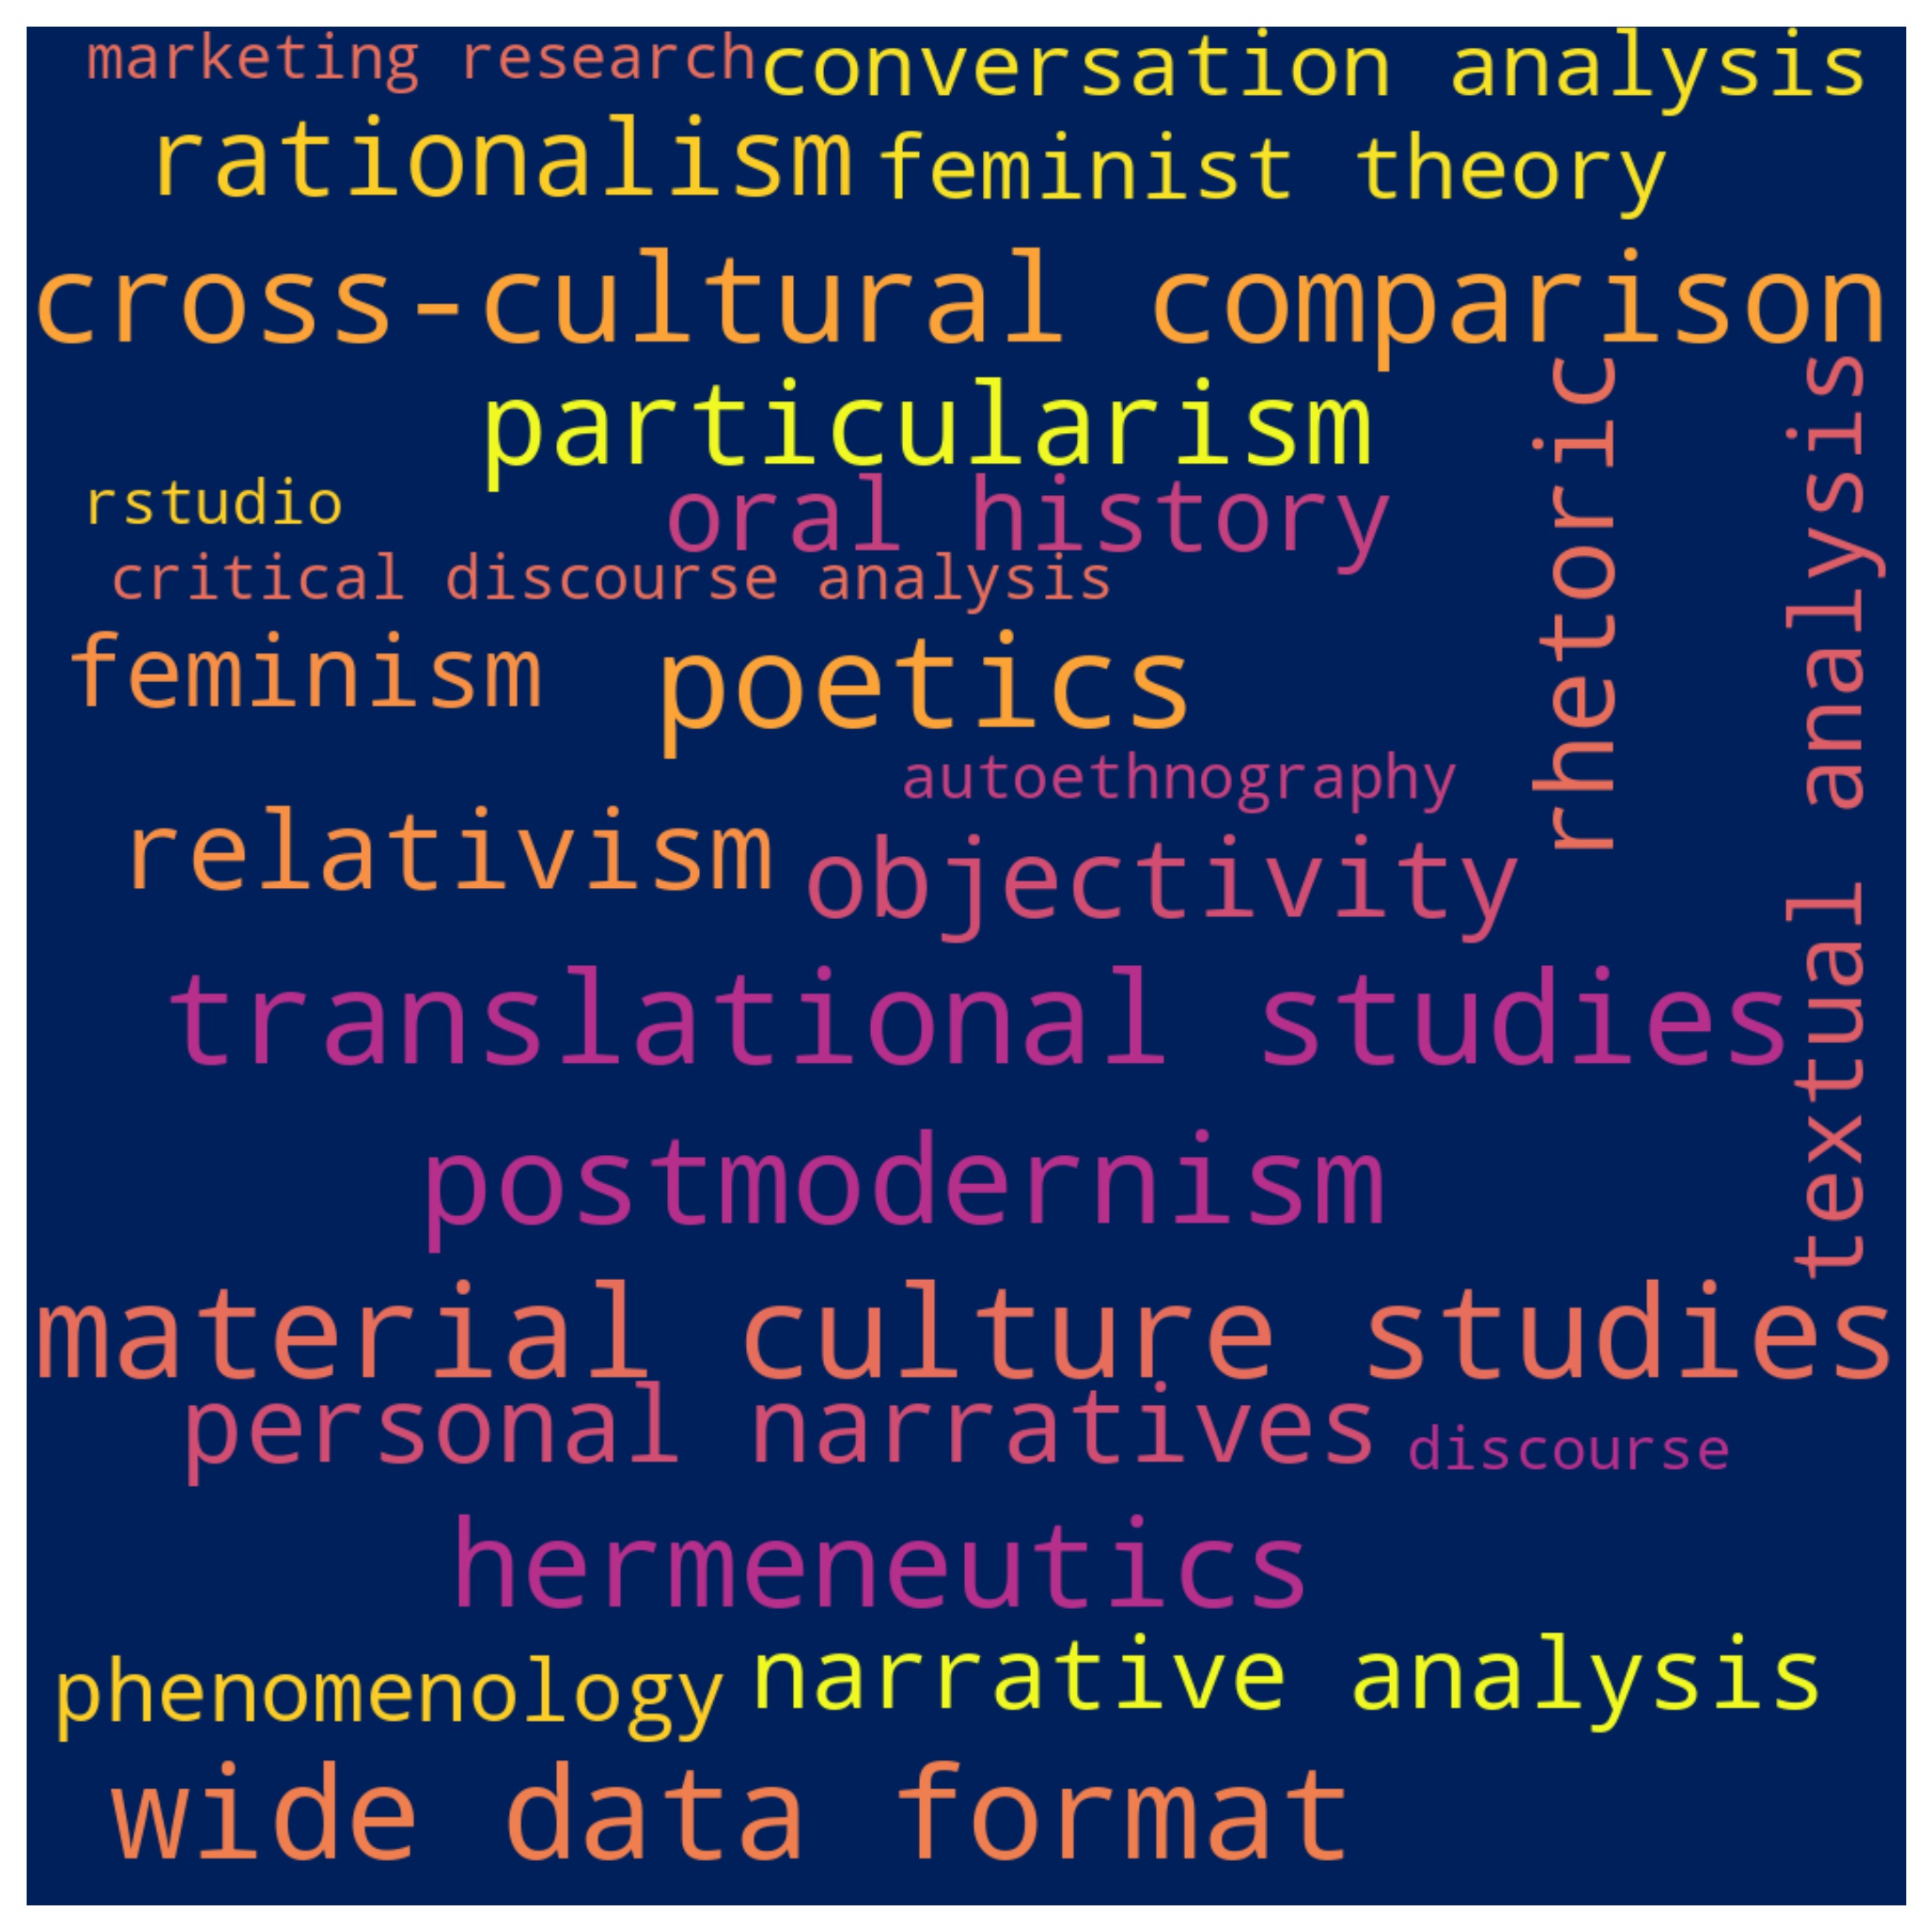 marketing research conversation analysis
rationalism feminist theory
cross-cultural comparison
particularism
rhetoric
textual analysis
rstudio oral history
critical discourse analysis
feminism poetics
autoethnography
relativism objectivity
translational studies
postmodernism
material culture studies
personal narratives discourse
hermeneutics
phenomenology narrative analysis
wide data format